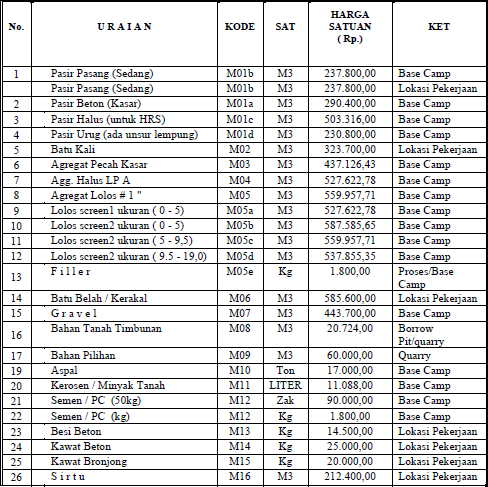 No. U R A I A N KODE SAT HARGA SATUAN ( Rp.) KET
1 Pasir Pasang (Sedang) M01b M3 237.800,00 Base Camp
Pasir Pasang (Sedang) M01b M3 237.800,00 Lokasi Pekerjaan
2 Pasir Beton (Kasar) M01a M3 290.400,00 Base Camp
3 Pasir Halus (untuk HRS) M01c M3 503.316,00 Base Camp
4 Pasir Urug (ada unsur lempung) M01d M3 230.800,00 Base Camp
5 Batu Kali M02 M3 323.700,00 Lokasi Pekerjaan
6 Agregat Pecah Kasar M03 M3 437.126,43 Base Camp
7 Agg. Halus LP A M04 M3 527.622,78 Base Camp
8 Agregat Lolos # 1 " M05 M3 559.957,71 Base Camp
9 Lolos screen1 ukuran ( 0 - 5) M05a M3 527.622,78 Base Camp
10 Lolos screen2 ukuran ( 0 - 5) M05b M3 587.585,65 Base Camp
11 Lolos screen2 ukuran ( 5 - 9,5) M05c M3 559.957,71 Base Camp
12 Lolos screen2 ukuran ( 9.5 - 19,0) M05d M3 537.855,35 Base Camp
13 F i l l e r M05e Kg 1.800,00 Proses/Base Camp
14 Batu Belah / Kerakal M06 M3 585.600,00 Lokasi Pekerjaan
15 G r a v e l M07 M3 443.700,00 Base Camp
16 Bahan Tanah Timbunan M08 M3 20.724,00 Borrow Pit/quarry
17 Bahan Pilihan M09 M3 60.000,00 Quarry
19 Aspal M10 Ton 17.000,00 Base Camp
20 Kerosen / Minyak Tanah M11 LITER 11.088,00 Base Camp
21 Semen / PC (50kg) M12 Zak 90.000,00 Base Camp
22 Semen / PC (kg) M12 Kg 1.800,00 Base Camp
23 Besi Beton M13 Kg 14.500,00 Lokasi Pekerjaan
24 Kawat Beton M14 Kg 25.000,00 Lokasi Pekerjaan
25 Kawat Bronjong M15 Kg 20.000,00 Lokasi Pekerjaan
26 S i r t u M16 M3 212.400,00 Lokasi Pekerjaan